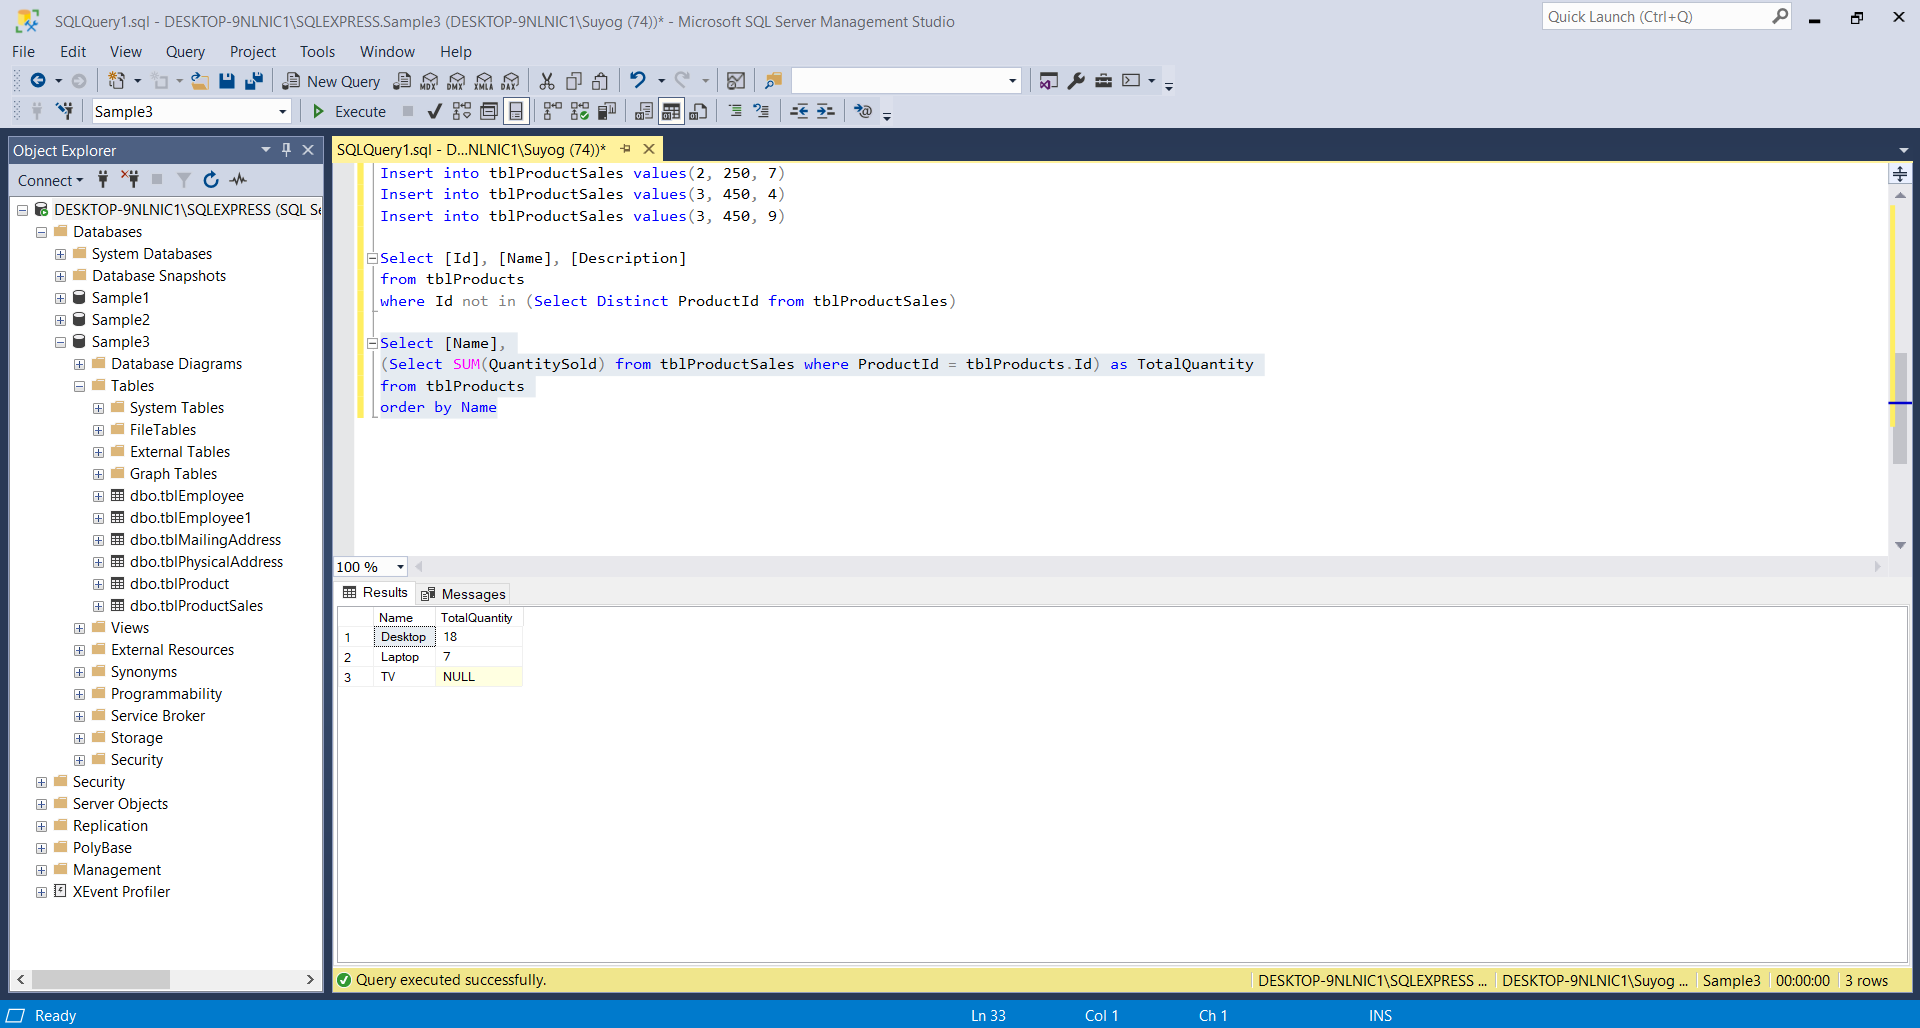 SQLQuery1.sql - DESKTOP-9NLNIC1\SQLEXPRESS.Sample3 (DESKTOP-9NLNIC1\Suyog (74))* - Microsoft SQL Server Management Studio
Quick Launch (Ctrl+Q)
File Edit View Query Project Tools Window Help
New Query MDX DMX XMLA DAX
Sample3 Execute
Object Explorer
Connect
DESKTOP-9NLNIC1\SQLEXPRESS (SQL Se
Databases
System Databases
Database Snapshots
Sample1
Sample2
Sample3
Database Diagrams
Tables
System Tables
FileTables
External Tables
Graph Tables
dbo.tblEmployee
dbo.tblEmployee1
dbo.tblMailingAddress
dbo.tblPhysicalAddress
dbo.tblProduct
dbo.tblProductSales
Views
External Resources
Synonyms
Programmability
Service Broker
Storage
Security
Security
Server Objects
Replication
PolyBase
Management
XEvent Profiler
SQLQuery1.sql - D...NLNIC1\Suyog (74))*
Insert into tblProductSales values(2, 250, 7)
Insert into tblProductSales values(3, 450, 4)
Insert into tblProductSales values(3, 450, 9)
Select [Id], [Name], [Description]
from tblProducts
where Id not in (Select Distinct ProductId from tblProductSales)
Select [Name],
(Select SUM(QuantitySold) from tblProductSales where ProductId = tblProducts.Id) as TotalQuantity
from tblProducts
order by Name
100 %
Results Messages
Name TotalQuantity
1 Desktop 18
2 Laptop 7
3 TV NULL
Query executed successfully. DESKTOP-9NLNIC1\SQLEXPRESS ... DESKTOP-9NLNIC1\Suyog ... Sample3 00:00:00 3 rows
Ready Ln 33 Col 1 Ch 1 INS